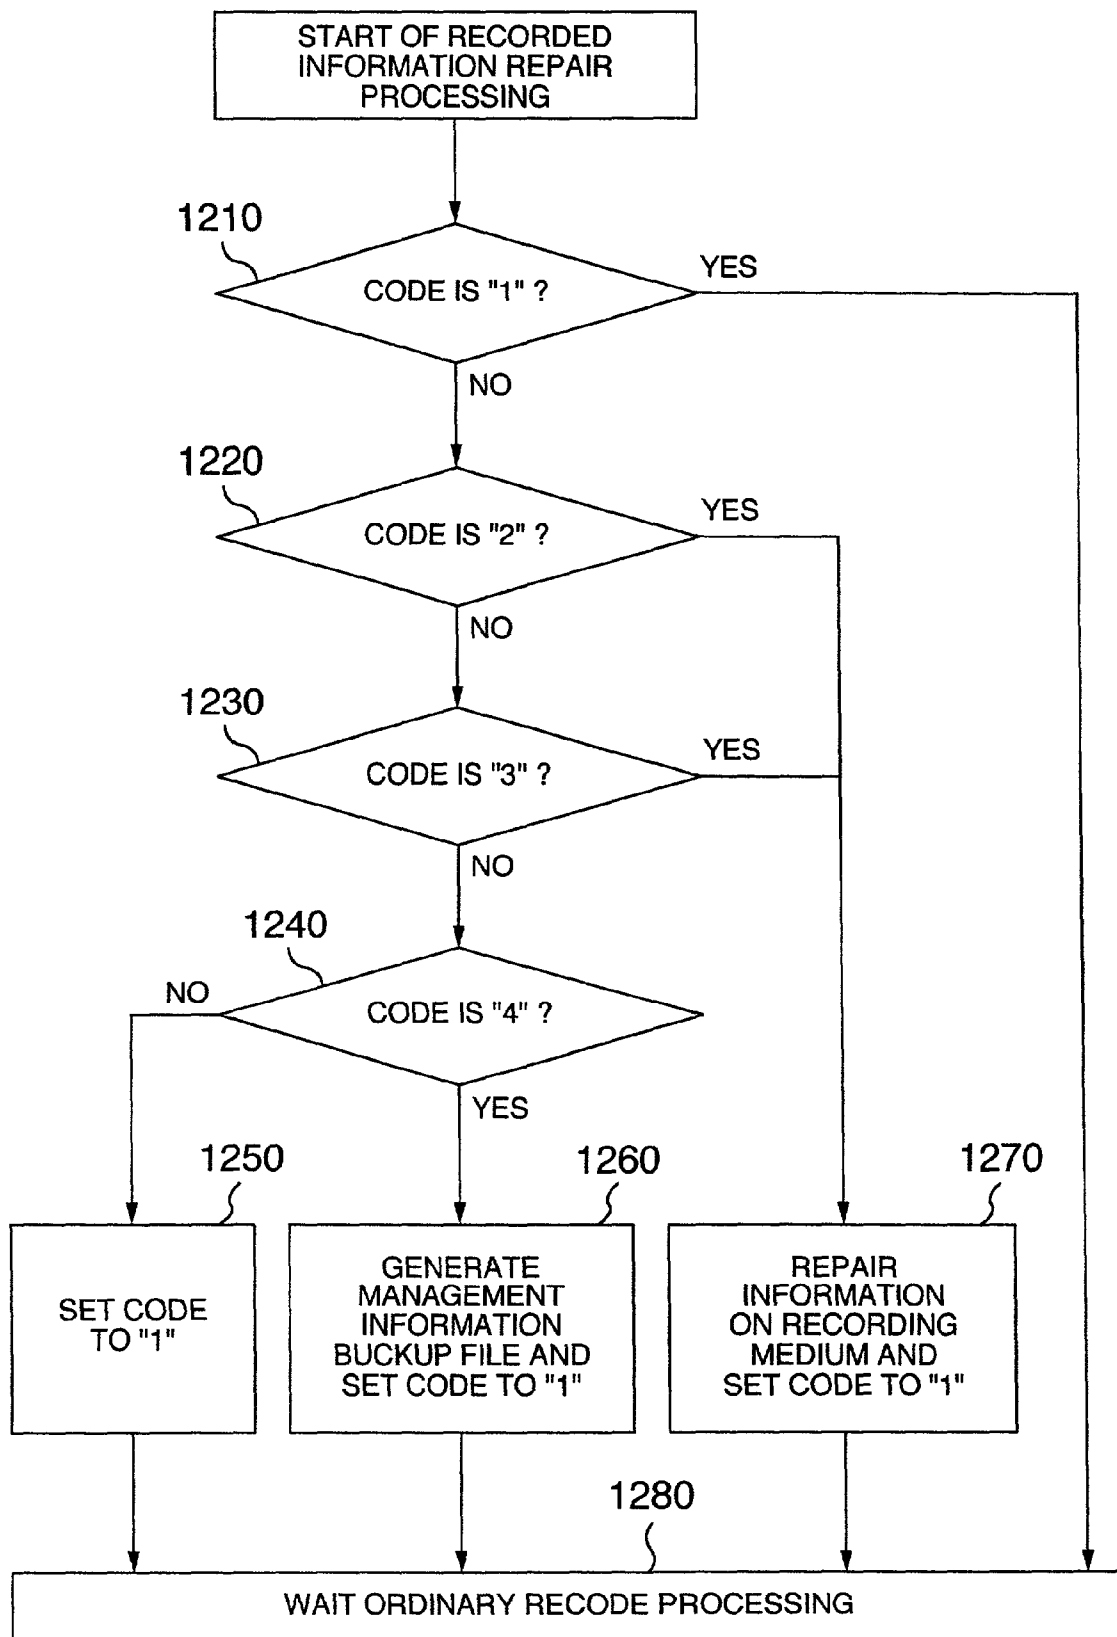 START OF RECORDED
INFORMATION REPAIR
PROCESSING
1210
CODE IS "1" ?
YES
NO
1220
CODE IS "2" ?
YES
NO
1230
CODE IS "3" ?
YES
NO
1240
NO
CODE IS "4" ?
YES
1250
SET CODE
TO "1"
1260
GENERATE
MANAGEMENT
INFORMATION
BUCKUP FILE AND
SET CODE TO "1"
1270
REPAIR
INFORMATION
ON RECORDING
MEDIUM AND
SET CODE TO "1"
1280
WAIT ORDINARY RECODE PROCESSING